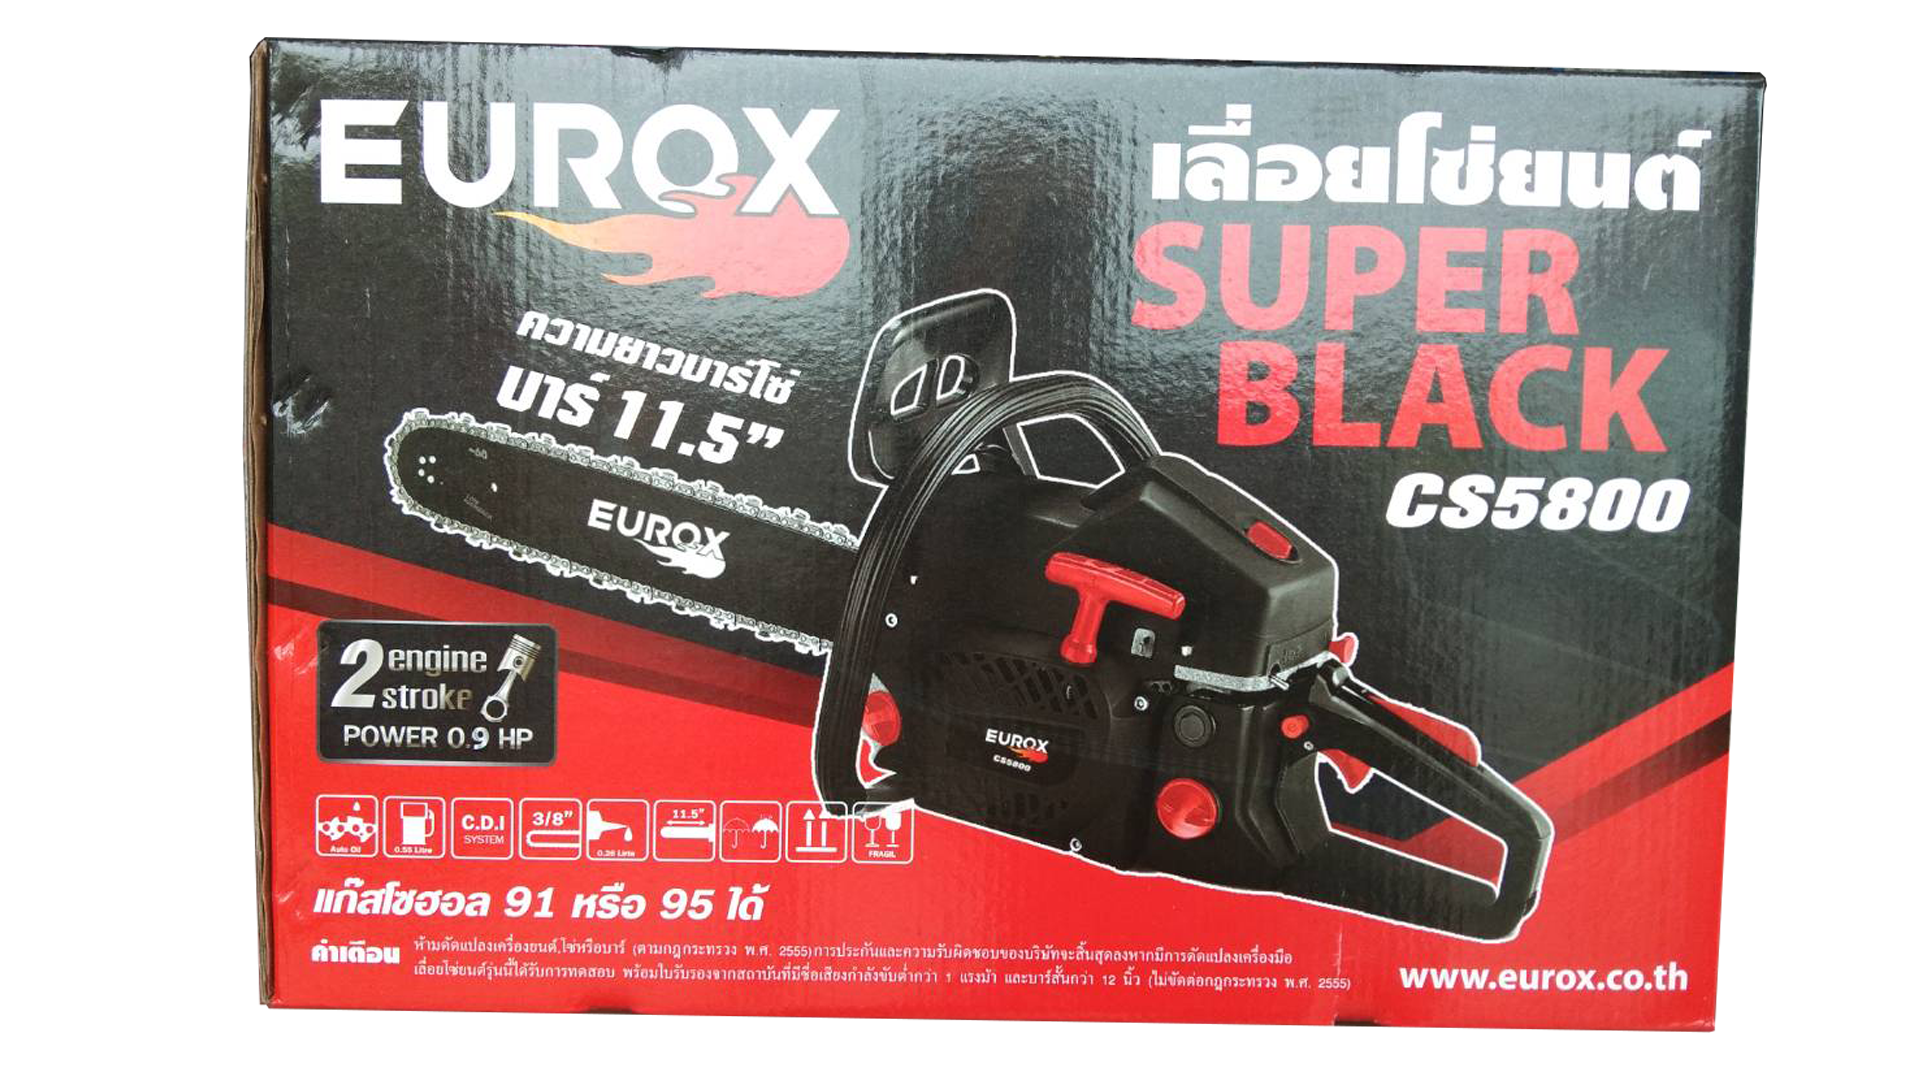 EUROX
เลื่อยโซ่ยนต์
SUPER
BLACK
CS5800
ความยาวบาร์โซ่
บาร์ 11.5”
EUROX
2 engine
stroke
POWER 0.9 HP
EUROX
CS5800
Auto Oil
0.55 Litre
C.D.I
SYSTEM
3/8”
0.26 Litre
11.5”
FRAGIL
แก๊สโซฮอล 91 หรือ 95 ได้
คำเตือน
ห้ามดัดแปลงเครื่องยนต์,โซ่หรือบาร์ (ตามกฎกระทรวง พ.ศ. 2555)การประกันและความรับผิดชอบของบริษัทจะสิ้นสุดลงหากมีการดัดแปลงเครื่องมือ
เลื่อยโซ่ยนต์รุ่นนี้ได้รับการทดสอบ พร้อมใบรับรองจากสถาบันที่มีชื่อเสียงกำลังขับต่ำกว่า 1 แรงม้า และบาร์สั้นกว่า 12 นิ้ว (ไม่ขัดต่อกฎกระทรวง พ.ศ. 2555)
www.eurox.co.th